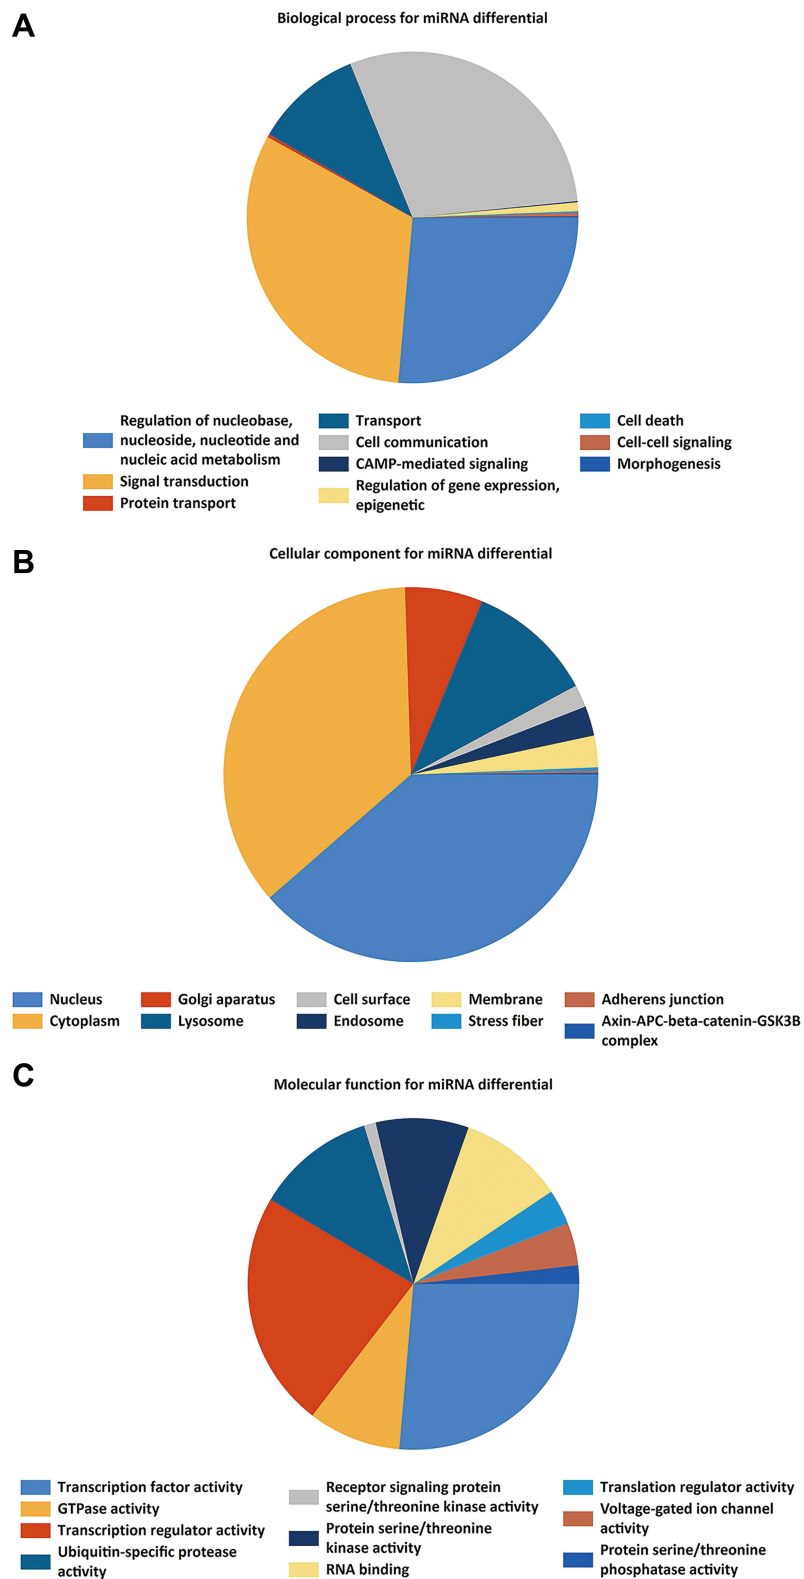 A
Biological process for miRNA differential
Regulation of nucleobase,
nucleoside, nucleotide and
nucleic acid metabolism
Signal transduction
Protein transport
Transport
Cell communication
CAMP-mediated signaling
Regulation of gene expression,
epigenetic
Cell death
Cell-cell signaling
Morphogenesis
B
Cellular component for miRNA differential
Nucleus
Cytoplasm
Golgi aparatus
Lysosome
Cell surface
Endosome
Membrane
Stress fiber
Adherens junction
Axin-APC-beta-catenin-GSK3B
complex
C
Molecular function for miRNA differential
Transcription factor activity
GTPase activity
Transcription regulator activity
Ubiquitin-specific protease
activity
Receptor signaling protein
serine/threonine kinase activity
Protein serine/threonine
kinase activity
RNA binding
Translation regulator activity
Voltage-gated ion channel
activity
Protein serine/threonine
phosphatase activity